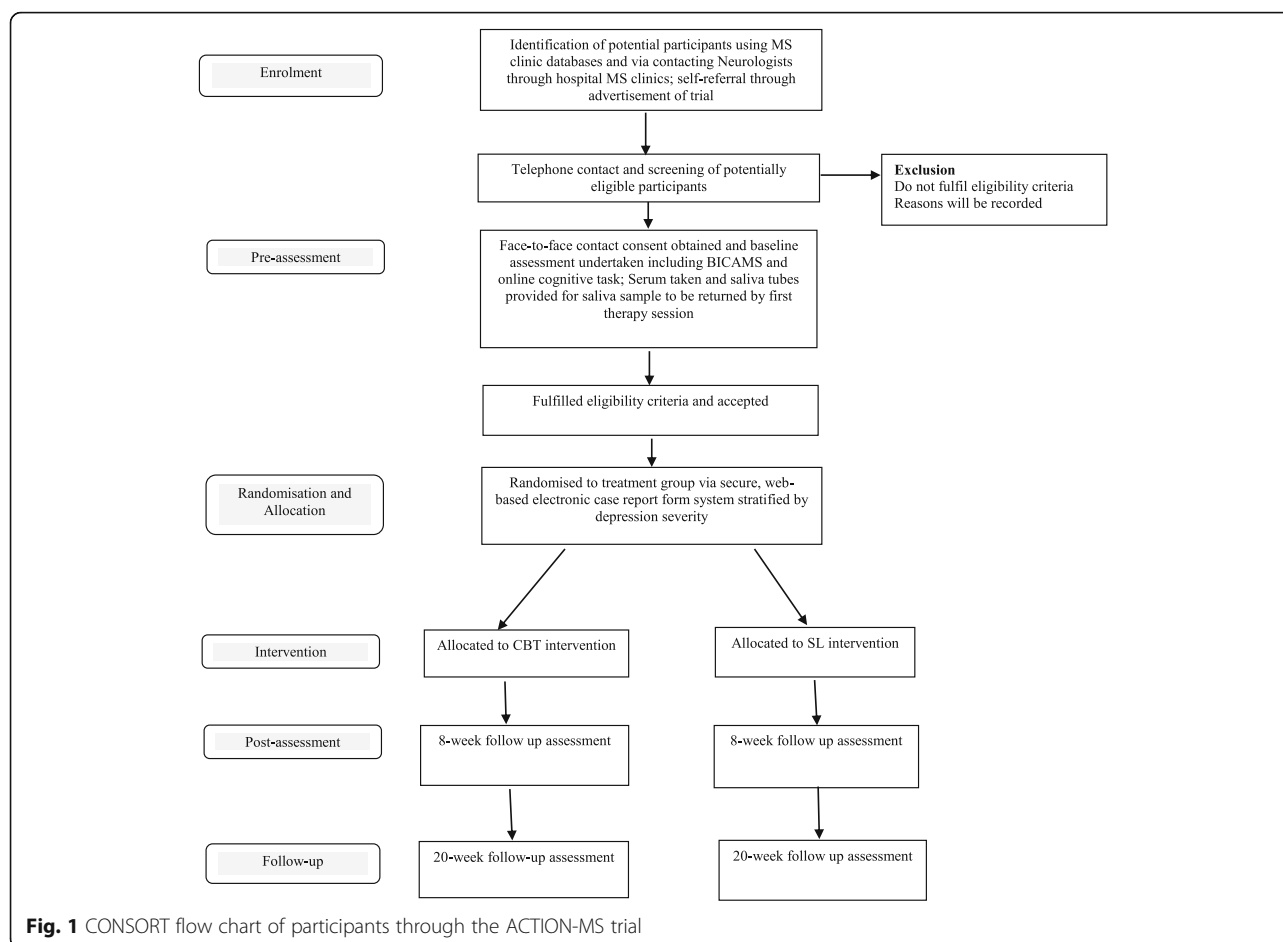 Enrolment
Identification of potential participants using MS
clinic databases and via contacting Neurologists
through hospital MS clinics; self-referral through
advertisement of trial
Telephone contact and screening of potentially
eligible participants
Exclusion
Do not fulfil eligibility criteria
Reasons will be recorded
Pre-assessment
Face-to-face contact consent obtained and baseline
assessment undertaken including BICAMS and
online cognitive task; Serum taken and saliva tubes
provided for saliva sample to be returned by first
therapy session
Fulfilled eligibility criteria and accepted
Randomisation and
Allocation
Randomised to treatment group via secure, web-
based electronic case report form system stratified by
depression severity
Intervention
Allocated to CBT intervention
Allocated to SL intervention
Post-assessment
8-week follow up assessment
8-week follow up assessment
Follow-up
20-week follow-up assessment
20-week follow up assessment
Fig. 1 CONSORT flow chart of participants through the ACTION-MS trial